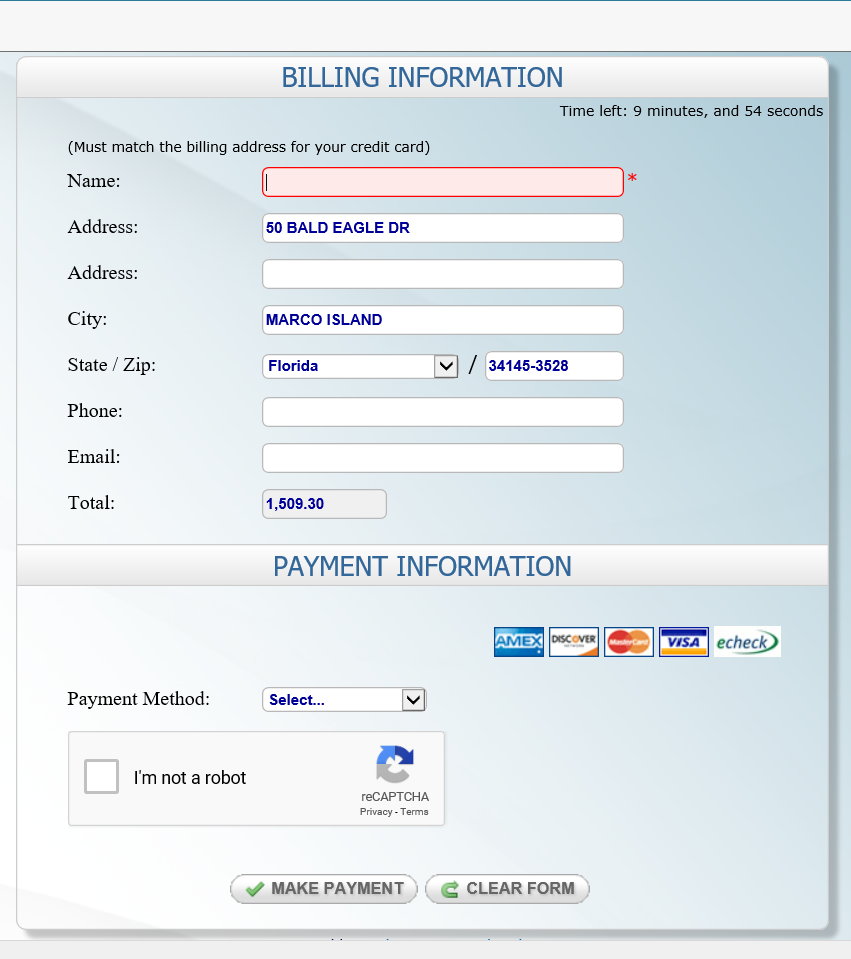 BILLING INFORMATION
Time left: 9 minutes, and 54 seconds
(Must match the billing address for your credit card)
Name: *
Address: 50 BALD EAGLE DR
Address:
City: MARCO ISLAND
State / Zip: Florida / 34145-3528
Phone:
Email:
Total: 1,509.30
PAYMENT INFORMATION
AMEX DISCOVER NETWORK MasterCard VISA echeck
Payment Method: Select...
I'm not a robot
reCAPTCHA
Privacy - Terms
MAKE PAYMENT CLEAR FORM